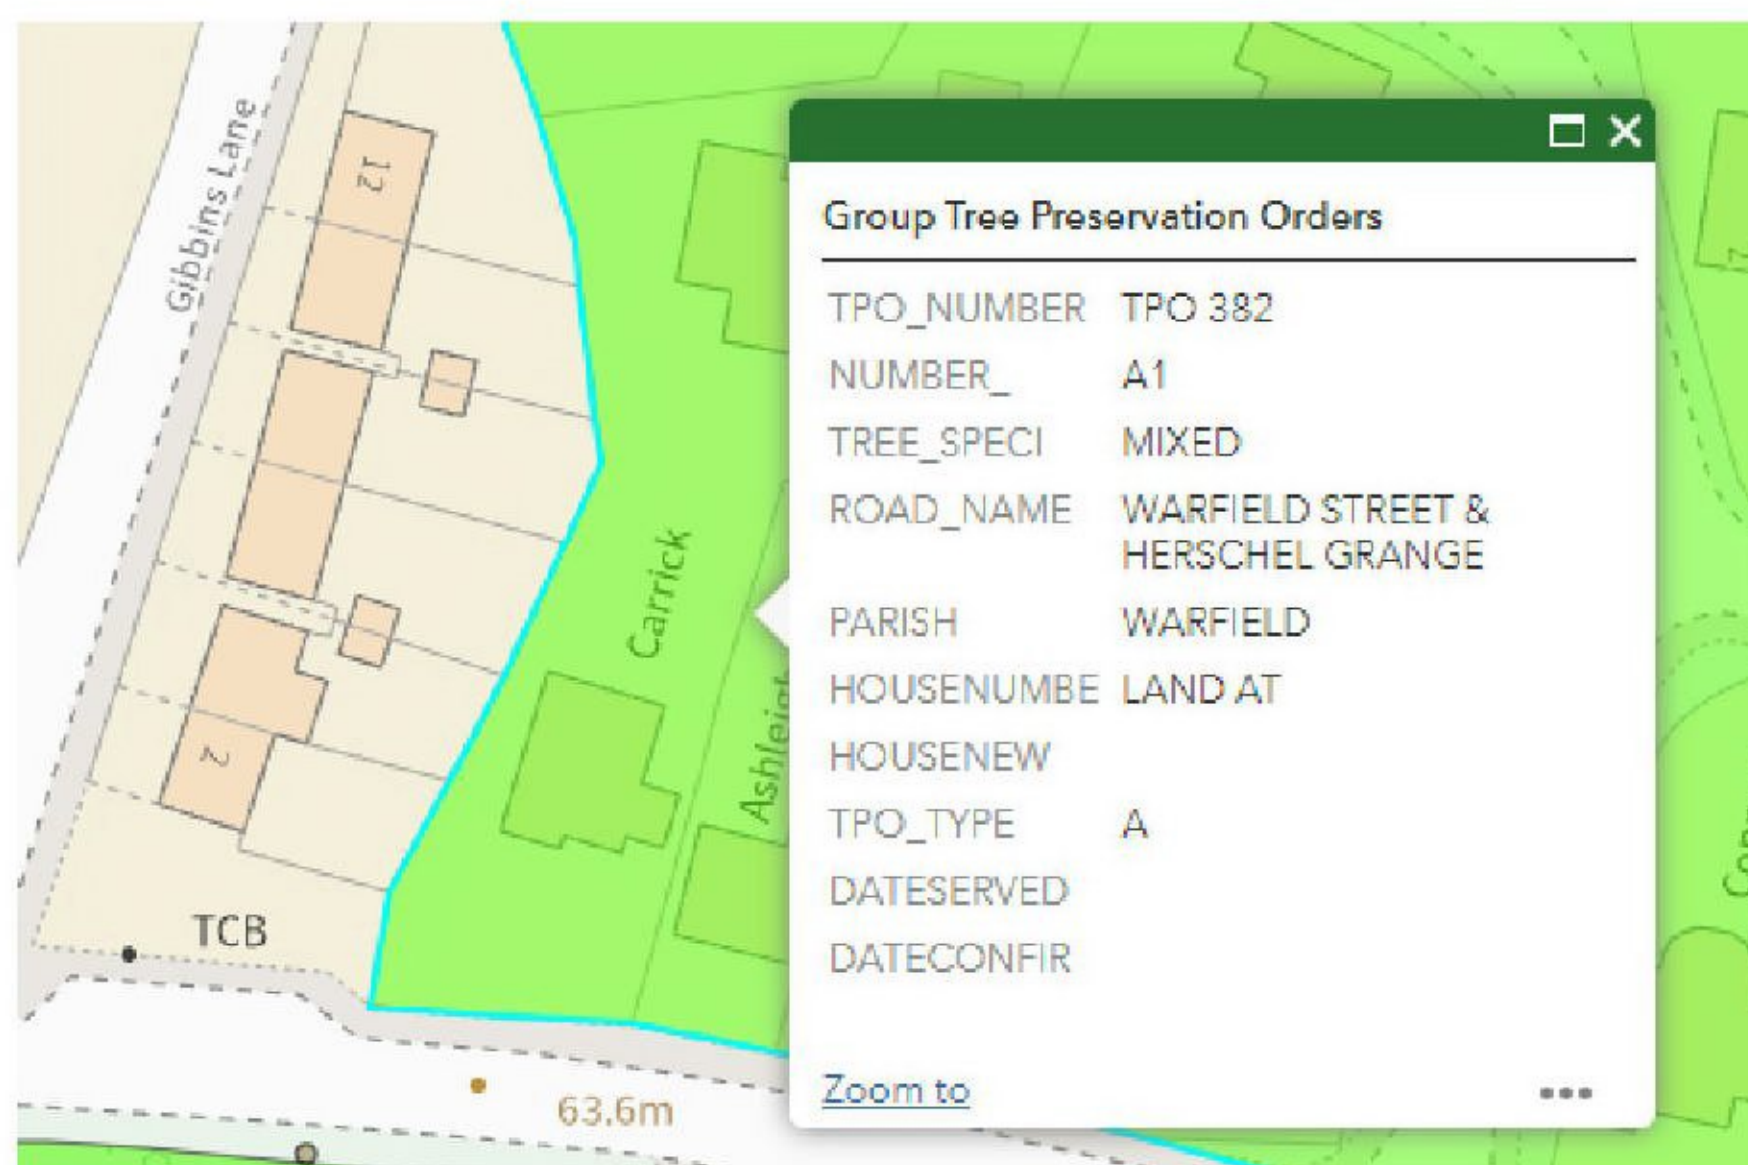 Gibbins Lane
12
2
TCB
63.6m
Carrick
Group Tree Preservation Orders
TPO_NUMBER TPO 382
NUMBER_ A1
TREE_SPECI MIXED
ROAD_NAME WARFIELD STREET &
HERSCHEL GRANGE
PARISH WARFIELD
HOUSENUMBE LAND AT
HOUSENEW
TPO_TYPE A
DATESERVED
DATECONFIR
Zoom to